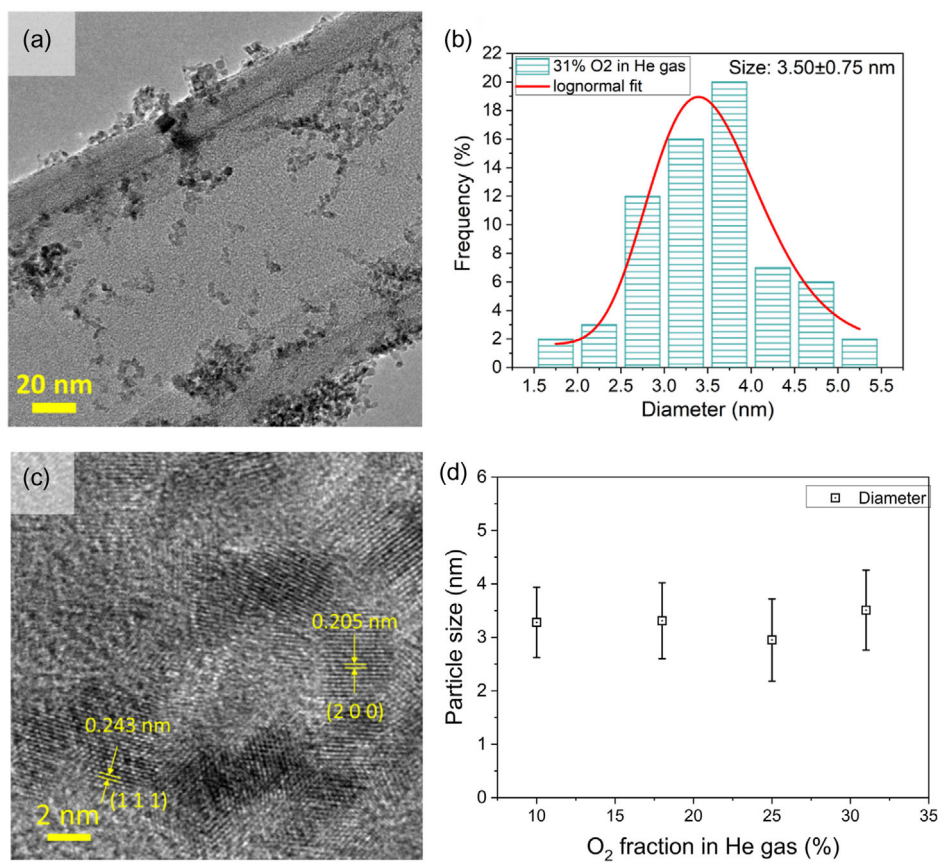 (a)
20 nm
(b)
31% O2 in He gas
lognormal fit
Size: 3.50±0.75 nm
Frequency (%)
22
20
18
16
14
12
10
8
6
4
2
0
1.5 2.0 2.5 3.0 3.5 4.0 4.5 5.0 5.5
Diameter (nm)
(c)
0.205 nm
(2 0 0)
0.243 nm
(1 1 1)
2 nm
(d)
Diameter
Particle size (nm)
6
5
4
3
2
1
0
10 15 20 25 30 35
O₂ fraction in He gas (%)